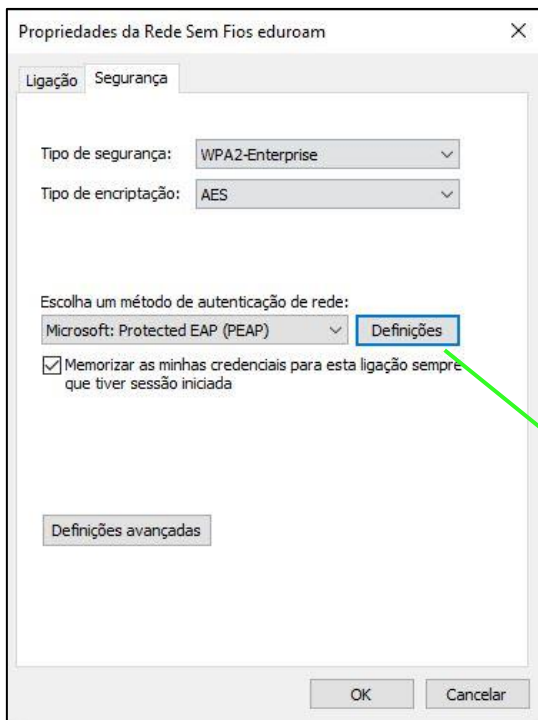 Propriedades da Rede Sem Fios eduroam
Ligação Segurança
Tipo de segurança: WPA2-Enterprise
Tipo de encriptação: AES
Escolha um método de autenticação de rede:
Microsoft: Protected EAP (PEAP) Definições
Memorizar as minhas credenciais para esta ligação sempre
que tiver sessão iniciada
Definições avançadas
OK Cancelar